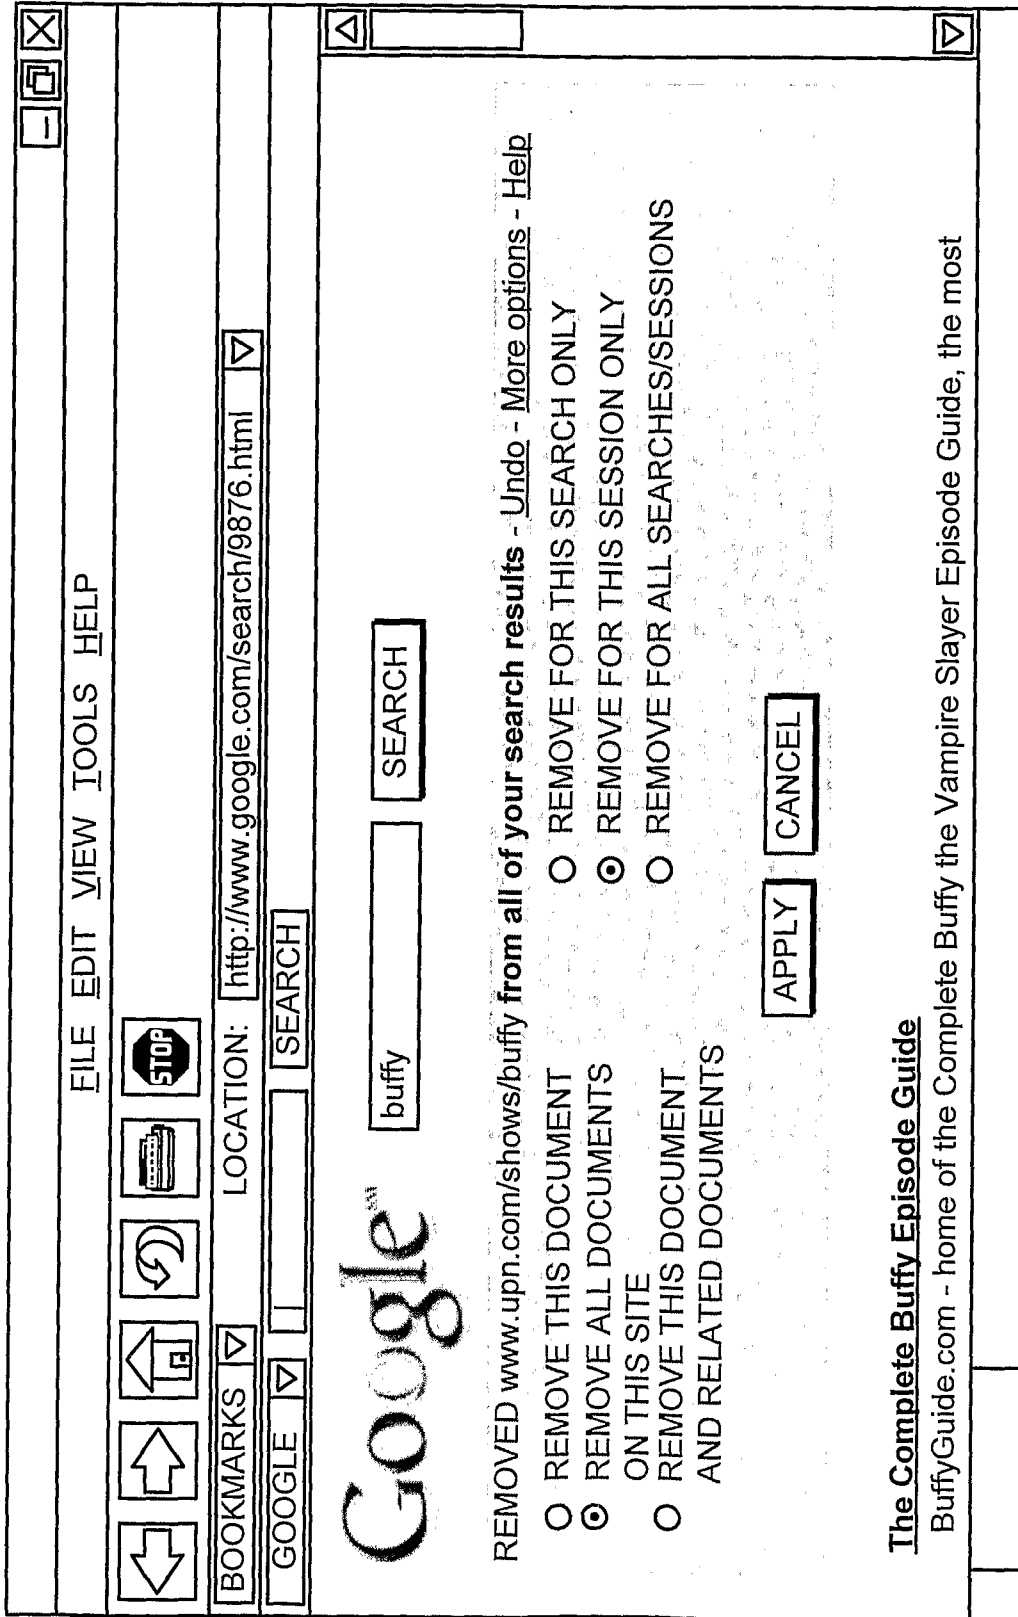 FILE EDIT VIEW TOOLS HELP
STOP
BOOKMARKS LOCATION: http://www.google.com/search/9876.html
GOOGLE SEARCH
Google℠ buffy SEARCH
REMOVED www.upn.com/shows/buffy from all of your search results - Undo - More options - Help
REMOVE THIS DOCUMENT
REMOVE ALL DOCUMENTS
ON THIS SITE
REMOVE THIS DOCUMENT
AND RELATED DOCUMENTS
REMOVE FOR THIS SEARCH ONLY
REMOVE FOR THIS SESSION ONLY
REMOVE FOR ALL SEARCHES/SESSIONS
APPLY CANCEL
The Complete Buffy Episode Guide
BuffyGuide.com - home of the Complete Buffy the Vampire Slayer Episode Guide, the most